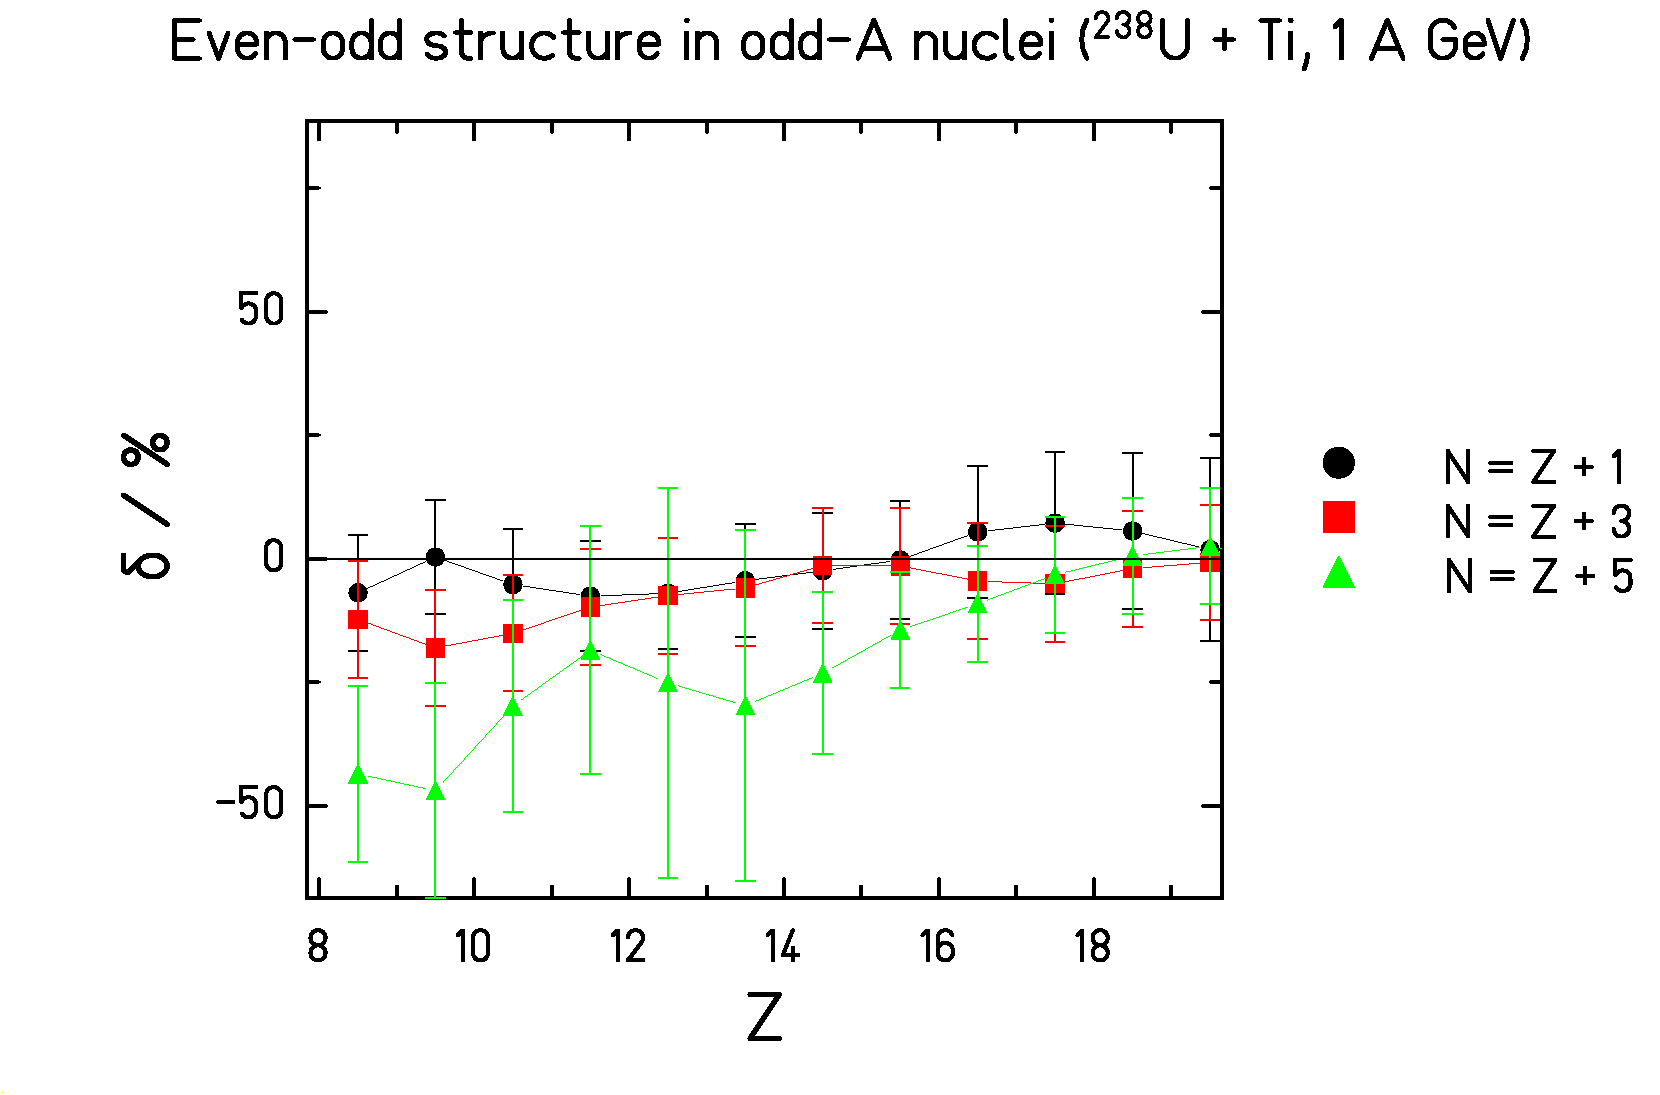 Even-odd structure in odd-A nuclei (²³⁸U + Ti, 1 A GeV)
50
0
-50
δ / %
8 10 12 14 16 18
Z
N = Z + 1
N = Z + 3
N = Z + 5